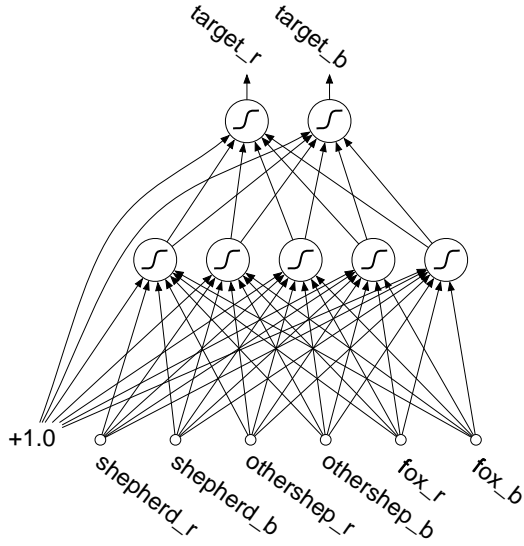 target_r
target_b
+1.0
shepherd_r
shepherd_b
othershep_r
othershep_b
fox_r
fox_b